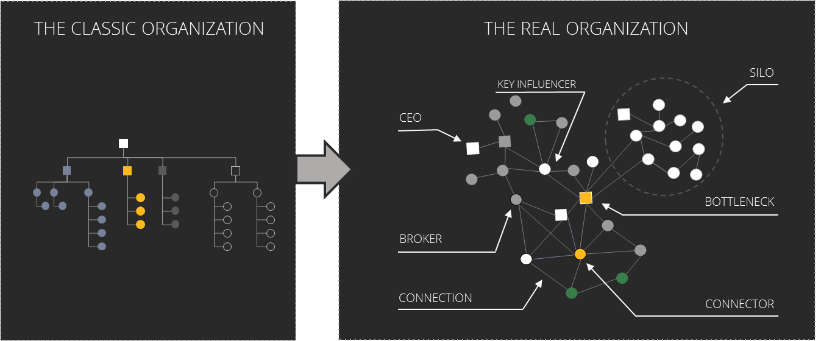 THE CLASSIC ORGANIZATION
THE REAL ORGANIZATION
SILO
KEY INFLUENCER
CEO
BOTTLENECK
BROKER
CONNECTION
CONNECTOR